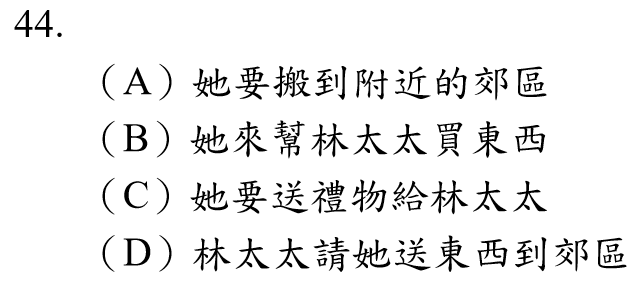 44.
（A）她要搬到附近的郊區
（B）她來幫林太太買東西
（C）她要送禮物給林太太
（D）林太太請她送東西到郊區